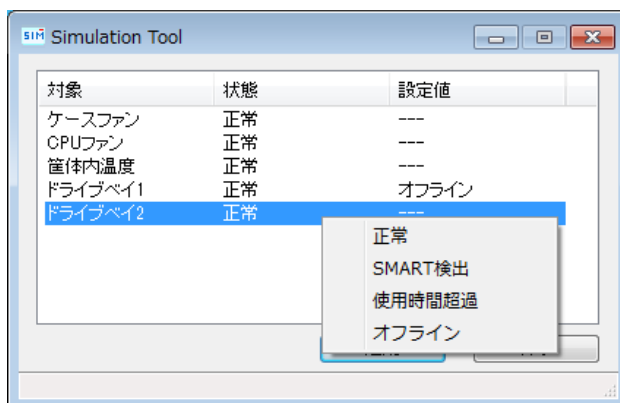 SIM Simulation Tool
対象 状態 設定値
ケースファン 正常 ---
CPUファン 正常 ---
筐体内温度 正常 ---
ドライブベイ1 正常 オフライン
ドライブベイ2 正常 ---
正常
SMART検出
使用時間超過
オフライン